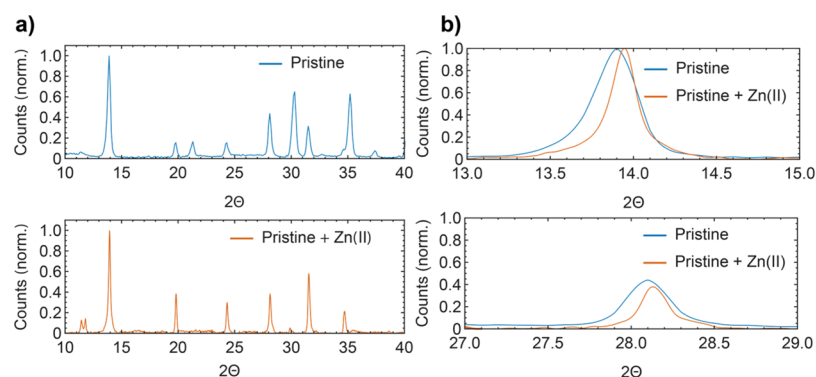 a)
Counts (norm.)
1.0
0.8
0.6
0.4
0.2
0
Pristine
10 15 20 25 30 35 40
2Θ
Counts (norm.)
1.0
0.8
0.6
0.4
0.2
0
Pristine + Zn(II)
10 15 20 25 30 35 40
2Θ
b)
Counts (norm.)
1.0
0.8
0.6
0.4
0.2
0
Pristine
Pristine + Zn(II)
13.0 13.5 14.0 14.5 15.0
2Θ
Counts (norm.)
1.0
0.8
0.6
0.4
0.2
0
Pristine
Pristine + Zn(II)
27.0 27.5 28.0 28.5 29.0
2Θ